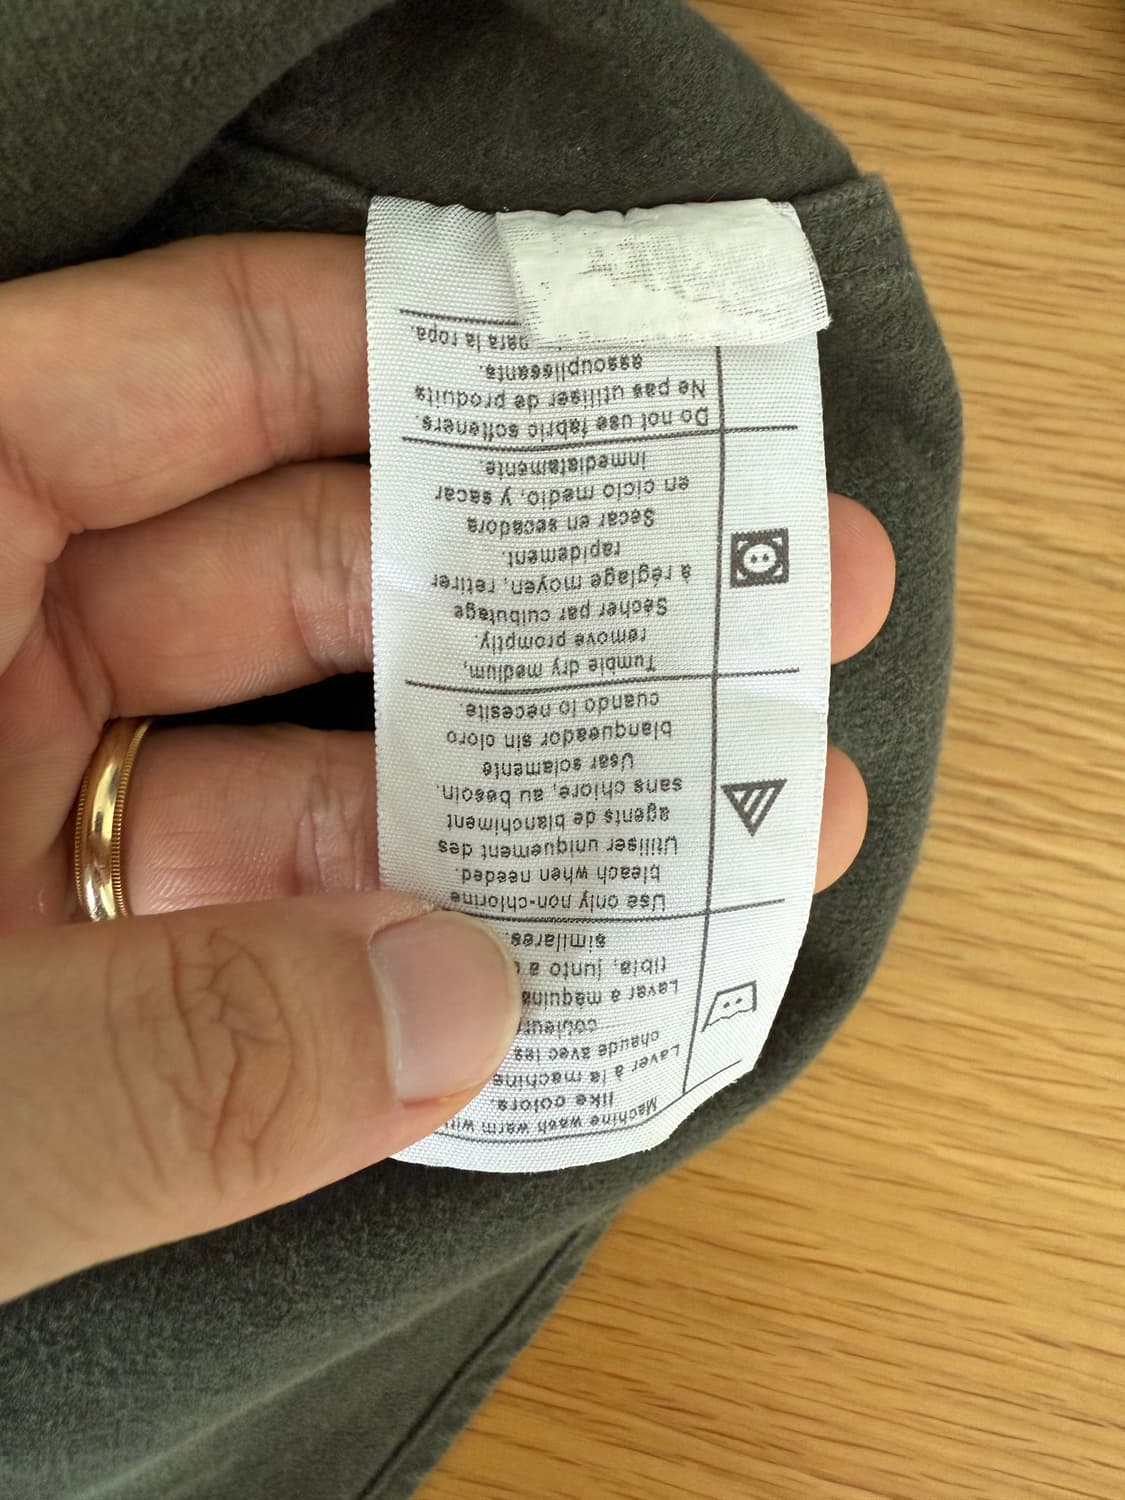 Machine wash warm
like colors.
Laver à la machine
chaude avec les
Laver a maquina
tibia, junto a
similares.
Use only non-chlorine
bleach when needed.
Utiliser uniquement des
agents de blanchiment
sans chlore, au besoin.
Usar solamente
blanqueador sin cloro
cuando lo necesite.
Tumble dry medium,
remove promptly.
Sécher par culbutage
à réglage moyen, retirer
rapidement.
Secar en secadora
en ciclo medio, y sacar
inmediatamente.
Do not use fabric softeners.
Ne pas utiliser de produits
assouplissants.
para la ropa.